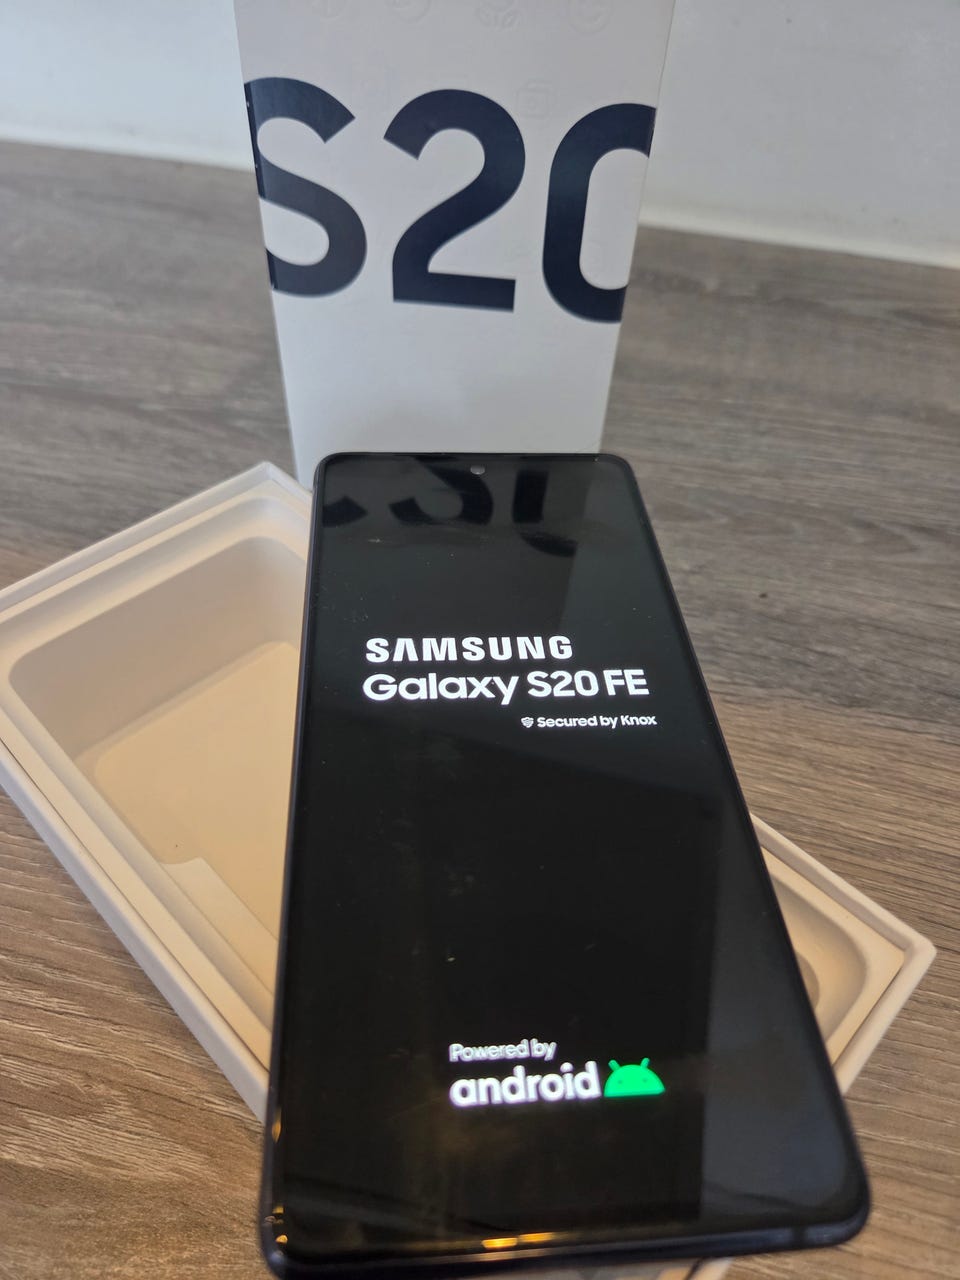 S20
SAMSUNG
Galaxy S20 FE
Secured by Knox
Powered by
android